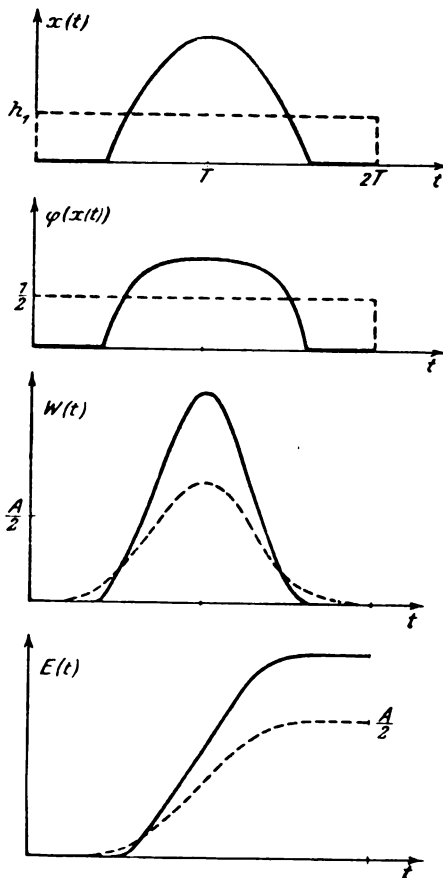 x(t)
h₁
T 2T t
φ(x(t))
1/2
t
W(t)
A/2
t
E(t)
A/2
t